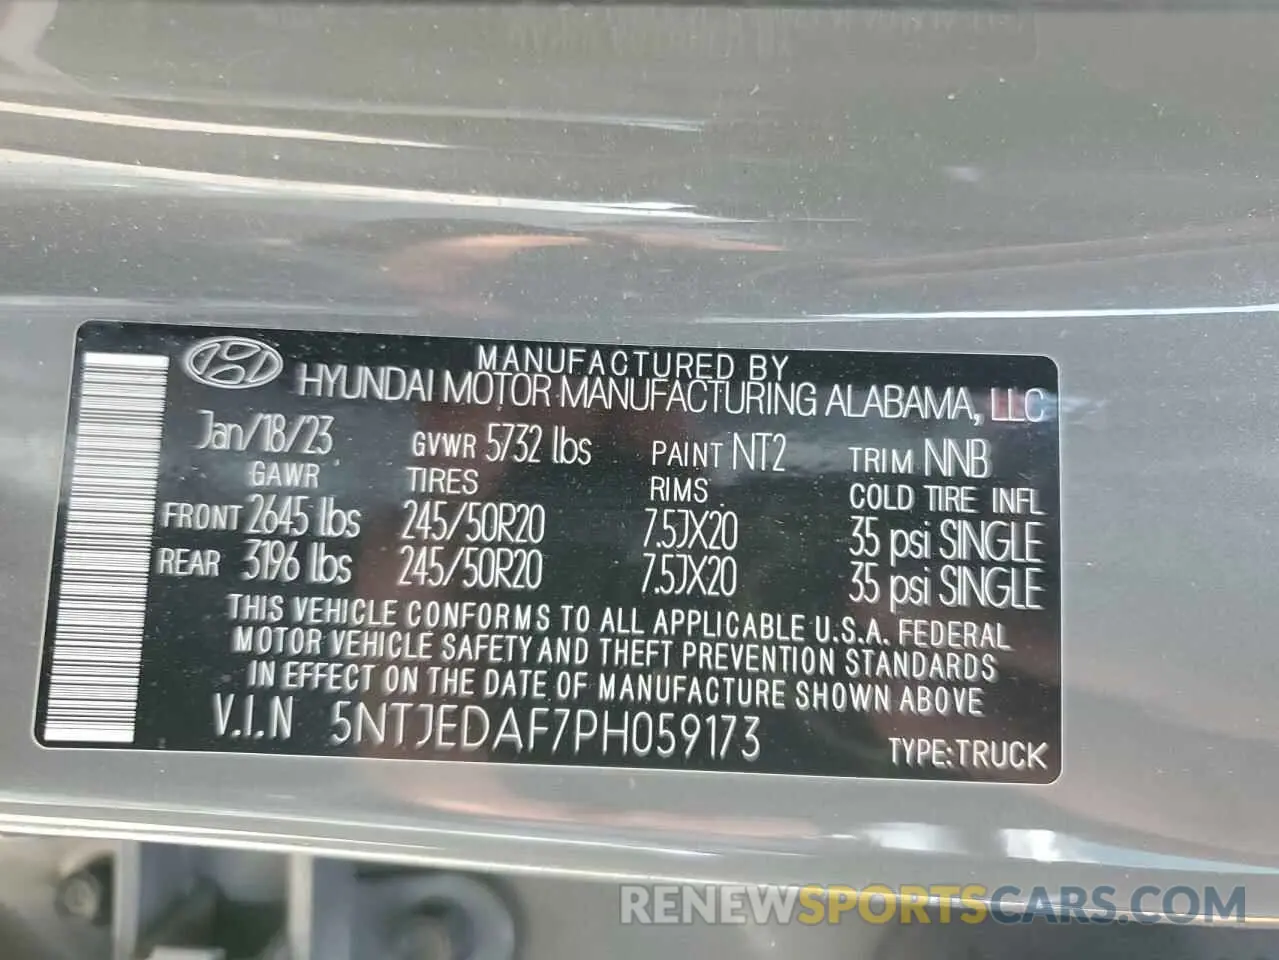 MANUFACTURED BY
HYUNDAI MOTOR MANUFACTURING ALABAMA, LLC
Jan/18/23 GVWR 5732 lbs PAINT NT2 TRIM NNB
GAWR TIRES RIMS COLD TIRE INFL
FRONT 2645 lbs 245/50R20 7.5JX20 35 psi SINGLE
REAR 3196 lbs 245/50R20 7.5JX20 35 psi SINGLE
THIS VEHICLE CONFORMS TO ALL APPLICABLE U.S.A. FEDERAL
MOTOR VEHICLE SAFETY AND THEFT PREVENTION STANDARDS
IN EFFECT ON THE DATE OF MANUFACTURE SHOWN ABOVE
V.I.N 5NTJEDAF7PH059173 TYPE:TRUCK
RENEWSPORTSCARS.COM